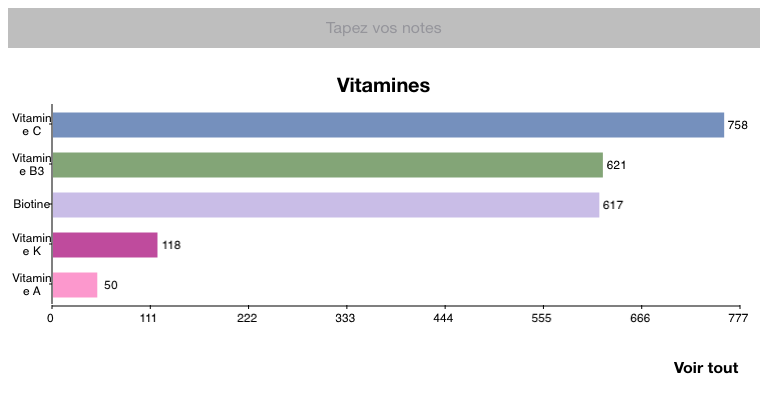 Tapez vos notes
Vitamines
Vitamin
e C
758
Vitamin
e B3
621
Biotine
617
Vitamin
e K
118
Vitamin
e A
50
0 111 222 333 444 555 666 777
Voir tout